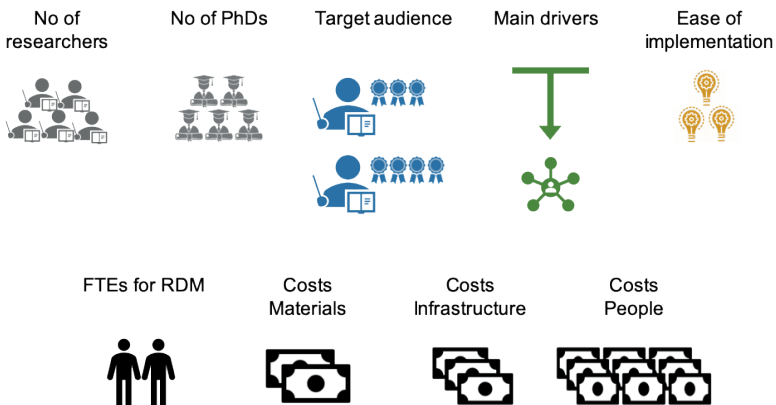 No of
researchers
No of PhDs
Target audience
Main drivers
Ease of
implementation
FTEs for RDM
Costs
Materials
Costs
Infrastructure
Costs
People